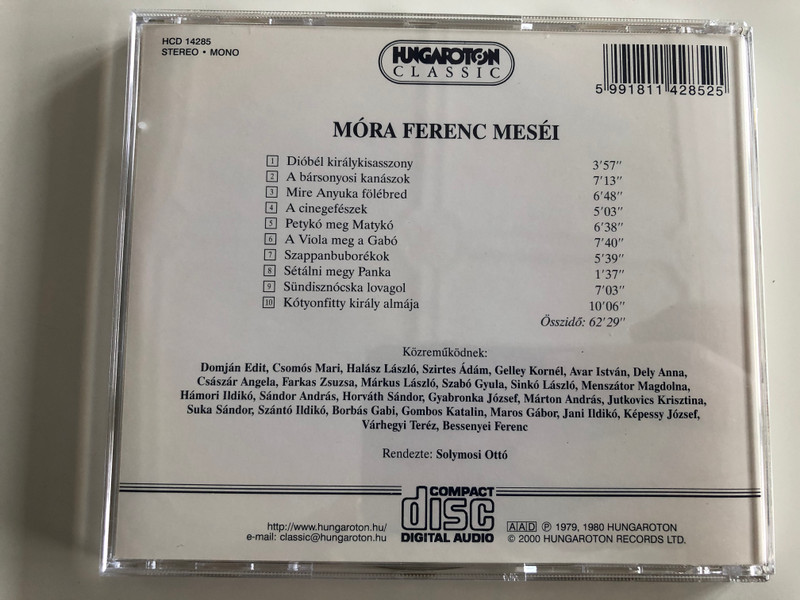 HCD 14285
STEREO • MONO
HUNGAROTON
CLASSIC
5 991811 428525
MÓRA FERENC MESÉI
1 Dióbél királykisasszony 3'57"
2 A bársonyosi kanászok 7'13"
3 Mire Anyuka fölébred 6'48"
4 A cinegefészek 5'03"
5 Petykó meg Matykó 6'38"
6 A Viola meg a Gabó 7'40"
7 Szappanbuborékok 5'39"
8 Sétálni megy Panka 1'37"
9 Sündisznócska lovagol 7'03"
10 Kótyonfitty király almája 10'06"
Összidő: 62'29"
Közreműködnek:
Domján Edit, Csomós Mari, Halász László, Szirtes Ádám, Gelley Kornél, Avar István, Dely Anna,
Császár Angela, Farkas Zsuzsa, Márkus László, Szabó Gyula, Sinkó László, Menszátor Magdolna,
Hámori Ildikó, Sándor András, Horváth Sándor, Gyabronka József, Márton András, Jutkovics Krisztina,
Suka Sándor, Szántó Ildikó, Borbás Gabi, Gombos Katalin, Maros Gábor, Jani Ildikó, Képessy József,
Várhegyi Teréz, Bessenyei Ferenc
Rendezte: Solymosi Ottó
http://www.hungaroton.hu/
e-mail: classic@hungaroton.hu
COMPACT
disc
DIGITAL AUDIO
AAD ℗ 1979, 1980 HUNGAROTON
© 2000 HUNGAROTON RECORDS LTD.